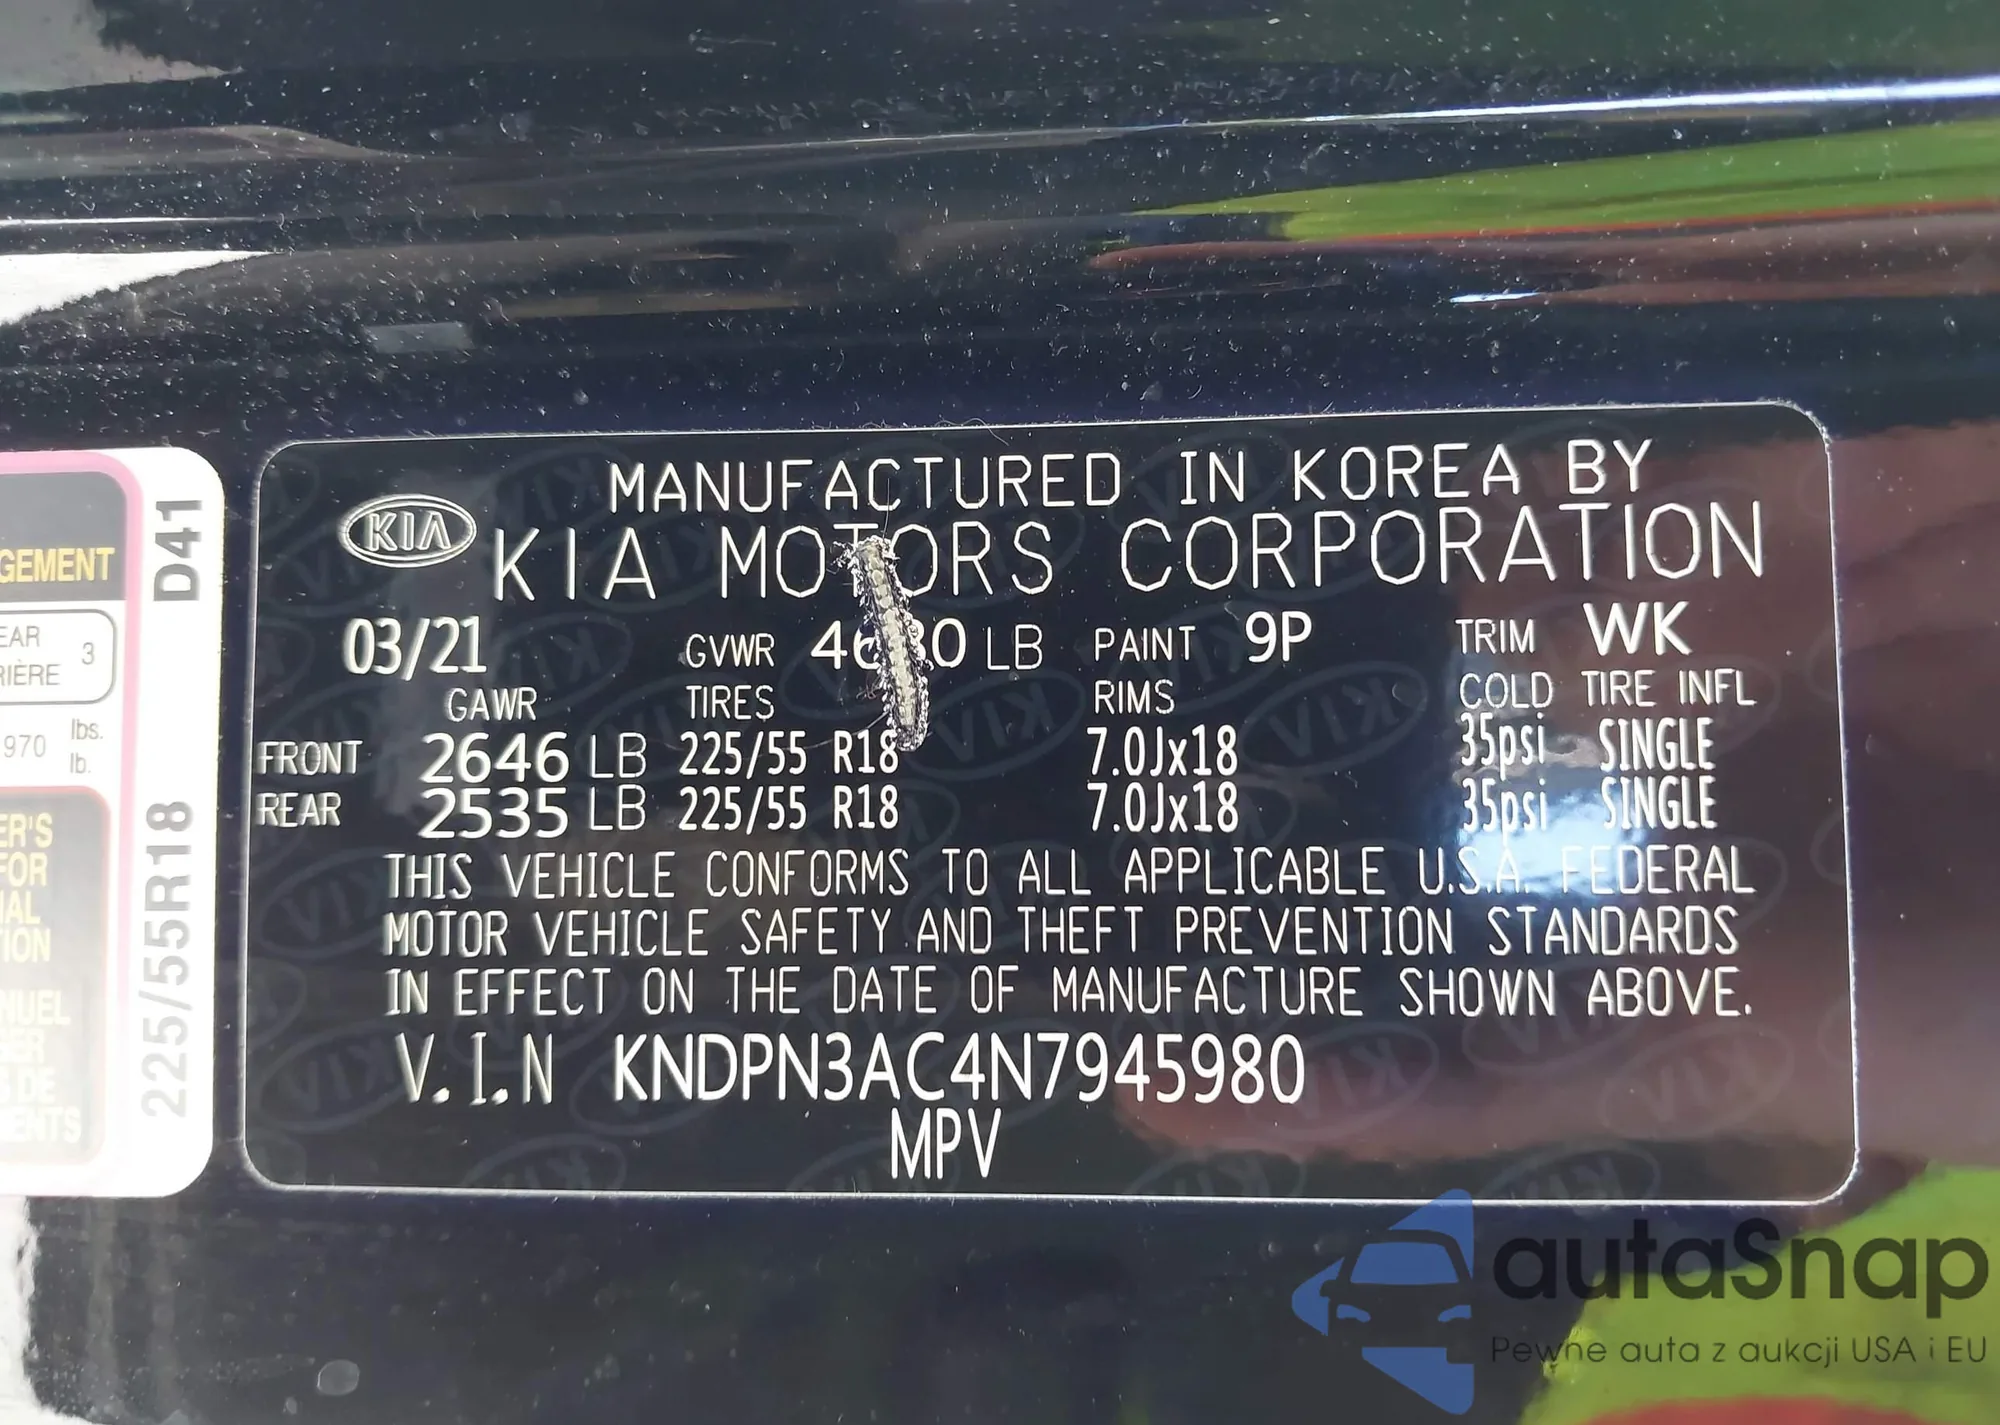 MANUFACTURED IN KOREA BY
KIA KIA MOTORS CORPORATION
03/21 GVWR LB PAINT 9P TRIM WK
GAWR TIRES RIMS COLD TIRE INFL
FRONT 2646 LB 225/55 R18 7.0Jx18 35psi SINGLE
REAR 2535 LB 225/55 R18 7.0Jx18 35psi SINGLE
THIS VEHICLE CONFORMS TO ALL APPLICABLE U.S.A. FEDERAL
MOTOR VEHICLE SAFETY AND THEFT PREVENTION STANDARDS
IN EFFECT ON THE DATE OF MANUFACTURE SHOWN ABOVE.
V.I.N KNDPN3AC4N7945980
MPV
D41
225/55R18
3
970 lbs.
lb.
autaSnap
Pewne auta z aukcji USA i EU